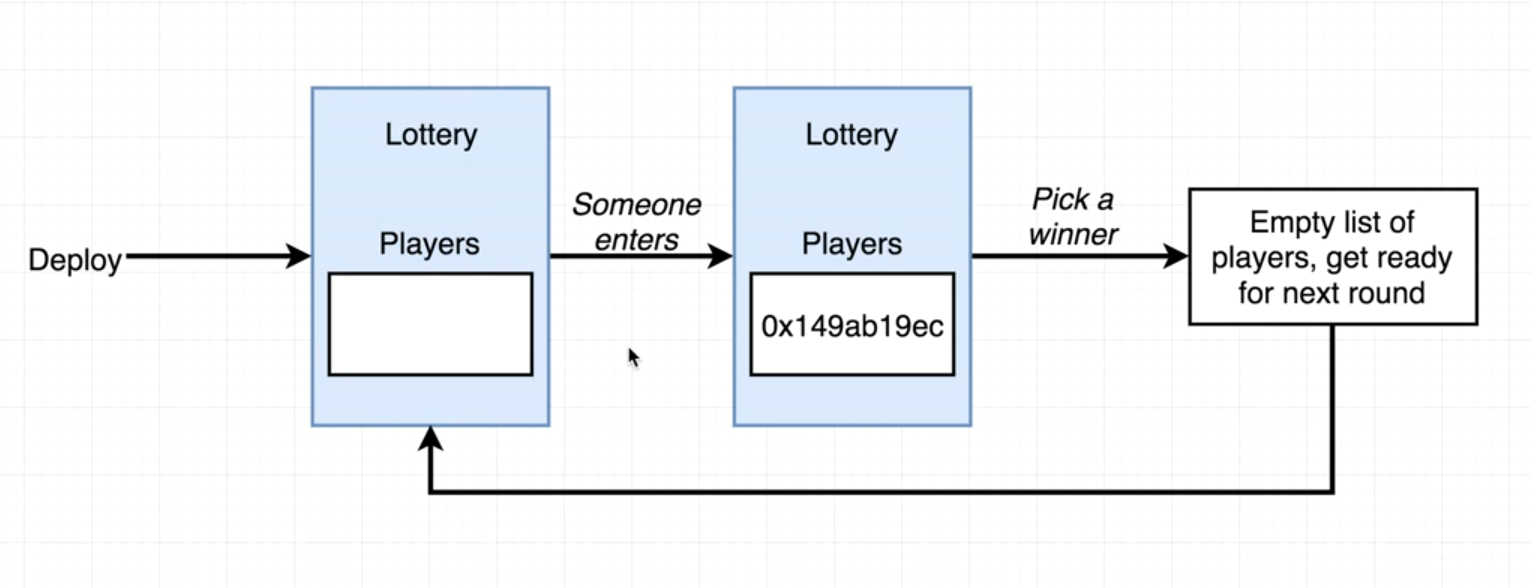 Deploy
Lottery
Players
Someone
enters
Lottery
Players
0x149ab19ec
Pick a
winner
Empty list of
players, get ready
for next round